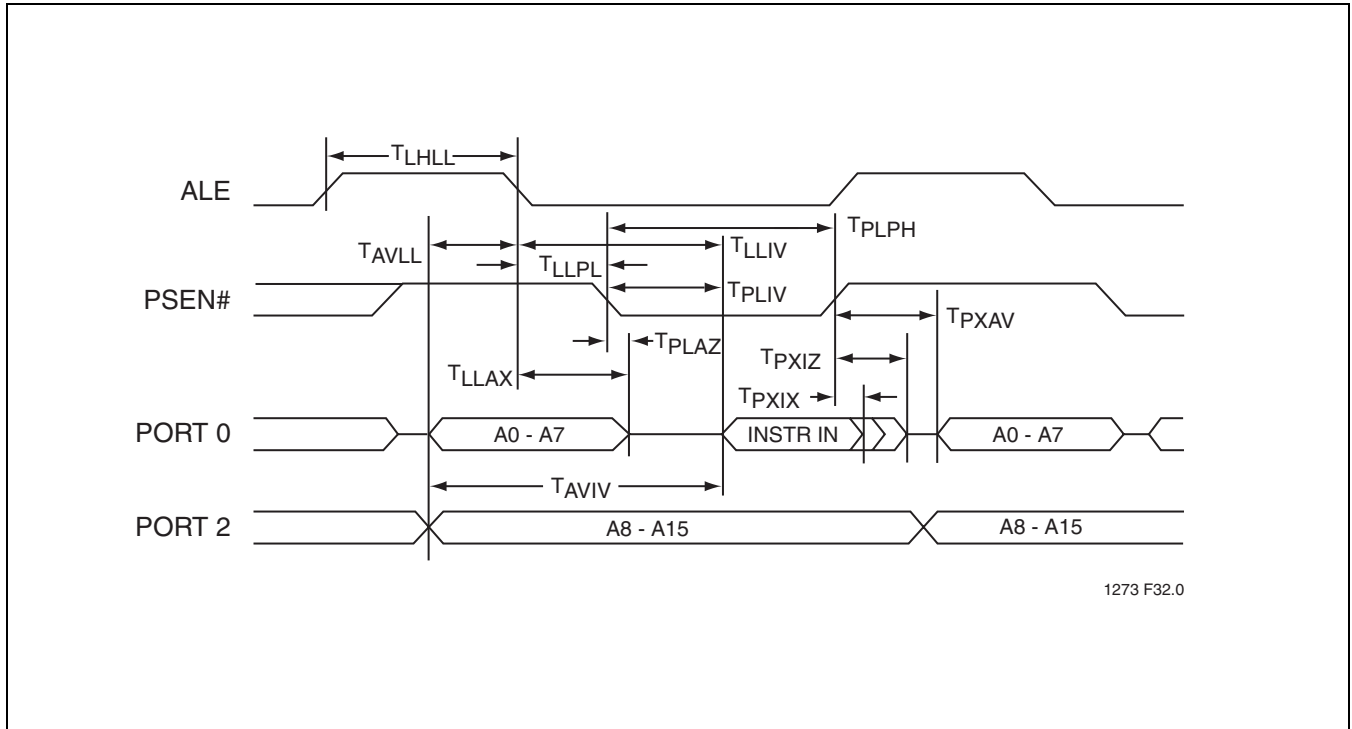 TLHLL
ALE
TPLPH
TAVLL
TLLIV
TLLPL
PSEN#
TPLIV
TPXAV
TPLAZ
TPXIZ
TLLAX
TPXIX
PORT 0
A0 - A7
INSTR IN
A0 - A7
TAVIV
PORT 2
A8 - A15
A8 - A15
1273 F32.0